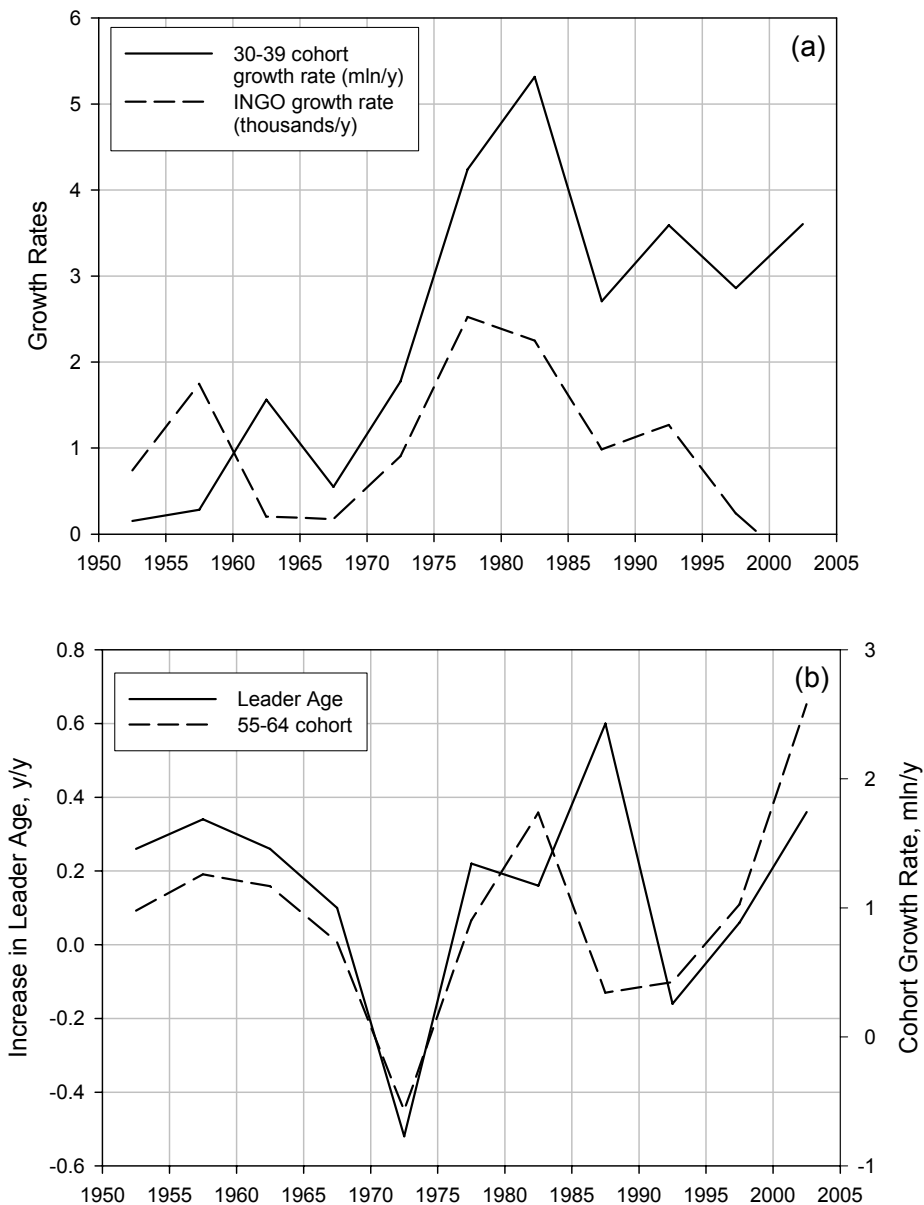 6
5
4
3
2
1
0
Growth Rates
30-39 cohort
growth rate (mln/y)
INGO growth rate
(thousands/y)
(a)
1950 1955 1960 1965 1970 1975 1980 1985 1990 1995 2000 2005
0.8
0.6
0.4
0.2
0.0
-0.2
-0.4
-0.6
Increase in Leader Age, y/y
Leader Age
55-64 cohort
(b)
3
2
1
0
-1
Cohort Growth Rate, mln/y
1950 1955 1960 1965 1970 1975 1980 1985 1990 1995 2000 2005